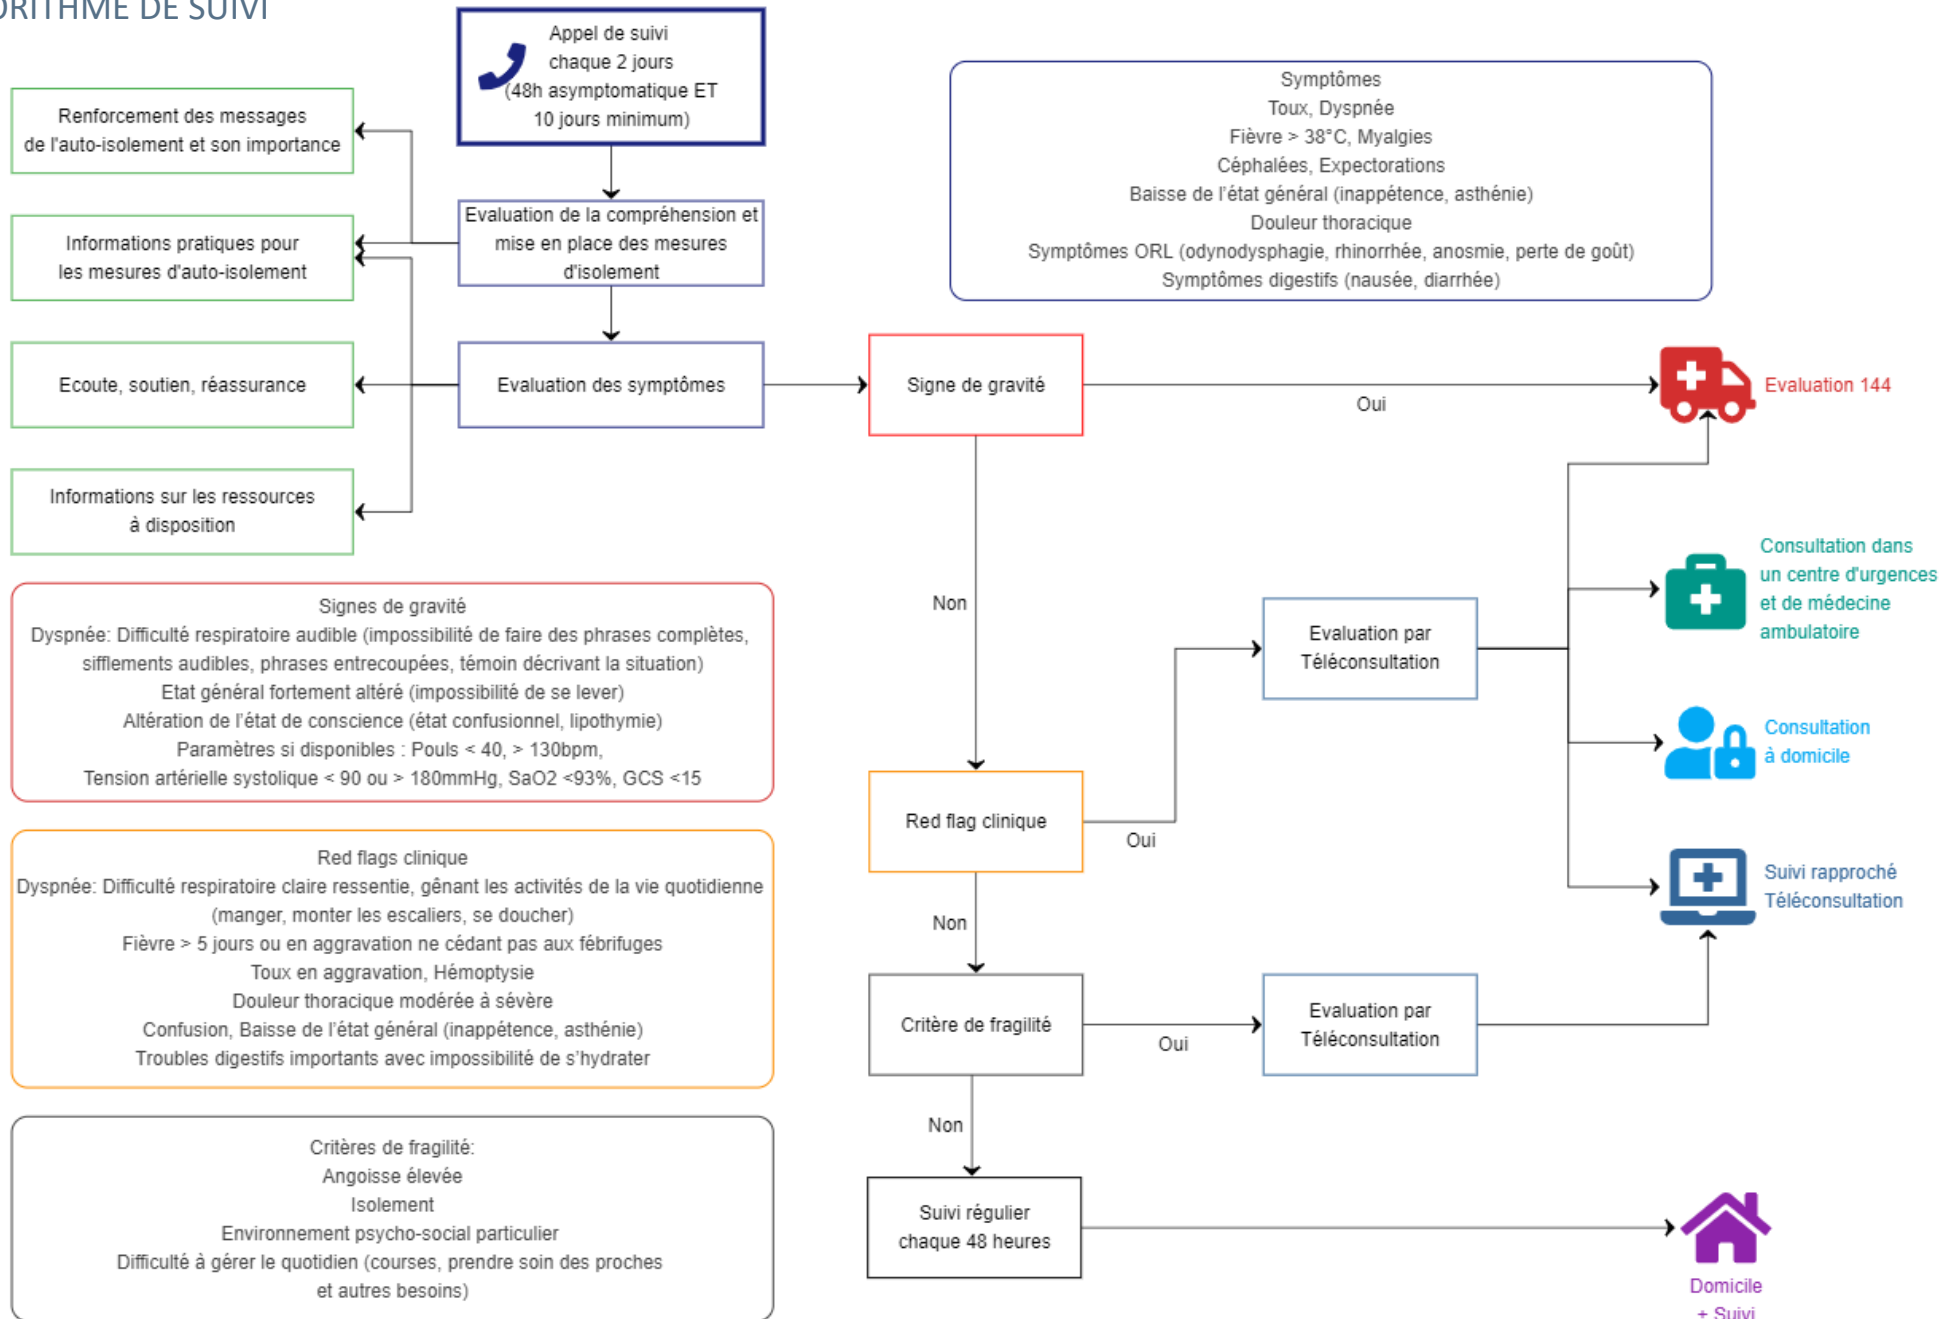 ORITHME DE SUIVI
Appel de suivi
chaque 2 jours
(48h asymptomatique ET
10 jours minimum)
Renforcement des messages
de l'auto-isolement et son importance
Evaluation de la compréhension et
mise en place des mesures
d'isolement
Informations pratiques pour
les mesures d'auto-isolement
Symptômes
Toux, Dyspnée
Fièvre > 38°C, Myalgies
Céphalées, Expectorations
Baisse de l'état général (inappétence, asthénie)
Douleur thoracique
Symptômes ORL (odynodysphagie, rhinorrhée, anosmie, perte de goût)
Symptômes digestifs (nausée, diarrhée)
Ecoute, soutien, réassurance
Evaluation des symptômes
Signe de gravité
Oui
Evaluation 144
Informations sur les ressources
à disposition
Non
Evaluation par
Téléconsultation
Consultation dans
un centre d'urgences
et de médecine
ambulatoire
Consultation
à domicile
Suivi rapproché
Téléconsultation
Signes de gravité
Dyspnée: Difficulté respiratoire audible (impossibilité de faire des phrases complètes,
sifflements audibles, phrases entrecoupées, témoin décrivant la situation)
Etat général fortement altéré (impossibilité de se lever)
Altération de l'état de conscience (état confusionnel, lipothymie)
Paramètres si disponibles : Pouls < 40, > 130bpm,
Tension artérielle systolique < 90 ou > 180mmHg, SaO2 <93%, GCS <15
Red flag clinique
Oui
Non
Red flags clinique
Dyspnée: Difficulté respiratoire claire ressentie, gênant les activités de la vie quotidienne
(manger, monter les escaliers, se doucher)
Fièvre > 5 jours ou en aggravation ne cédant pas aux fébrifuges
Toux en aggravation, Hémoptysie
Douleur thoracique modérée à sévère
Confusion, Baisse de l'état général (inappétence, asthénie)
Troubles digestifs importants avec impossibilité de s'hydrater
Critère de fragilité
Oui
Evaluation par
Téléconsultation
Non
Critères de fragilité:
Angoisse élevée
Isolement
Environnement psycho-social particulier
Difficulté à gérer le quotidien (courses, prendre soin des proches
et autres besoins)
Suivi régulier
chaque 48 heures
Domicile
+ Suivi